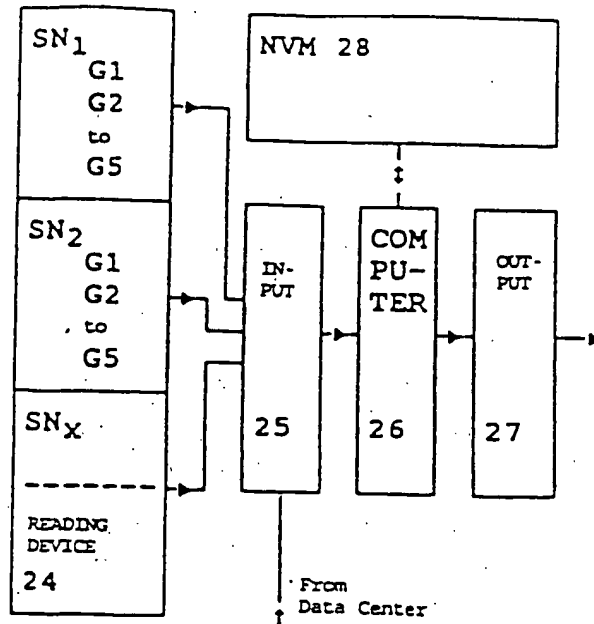 SN1
G1
G2
to
G5
SN2
G1
G2
to
G5
SNX
READING
DEVICE
24
NVM 28
IN-
PUT
25
COM
PU-
TER
26
OUT-
PUT
27
From
Data Center